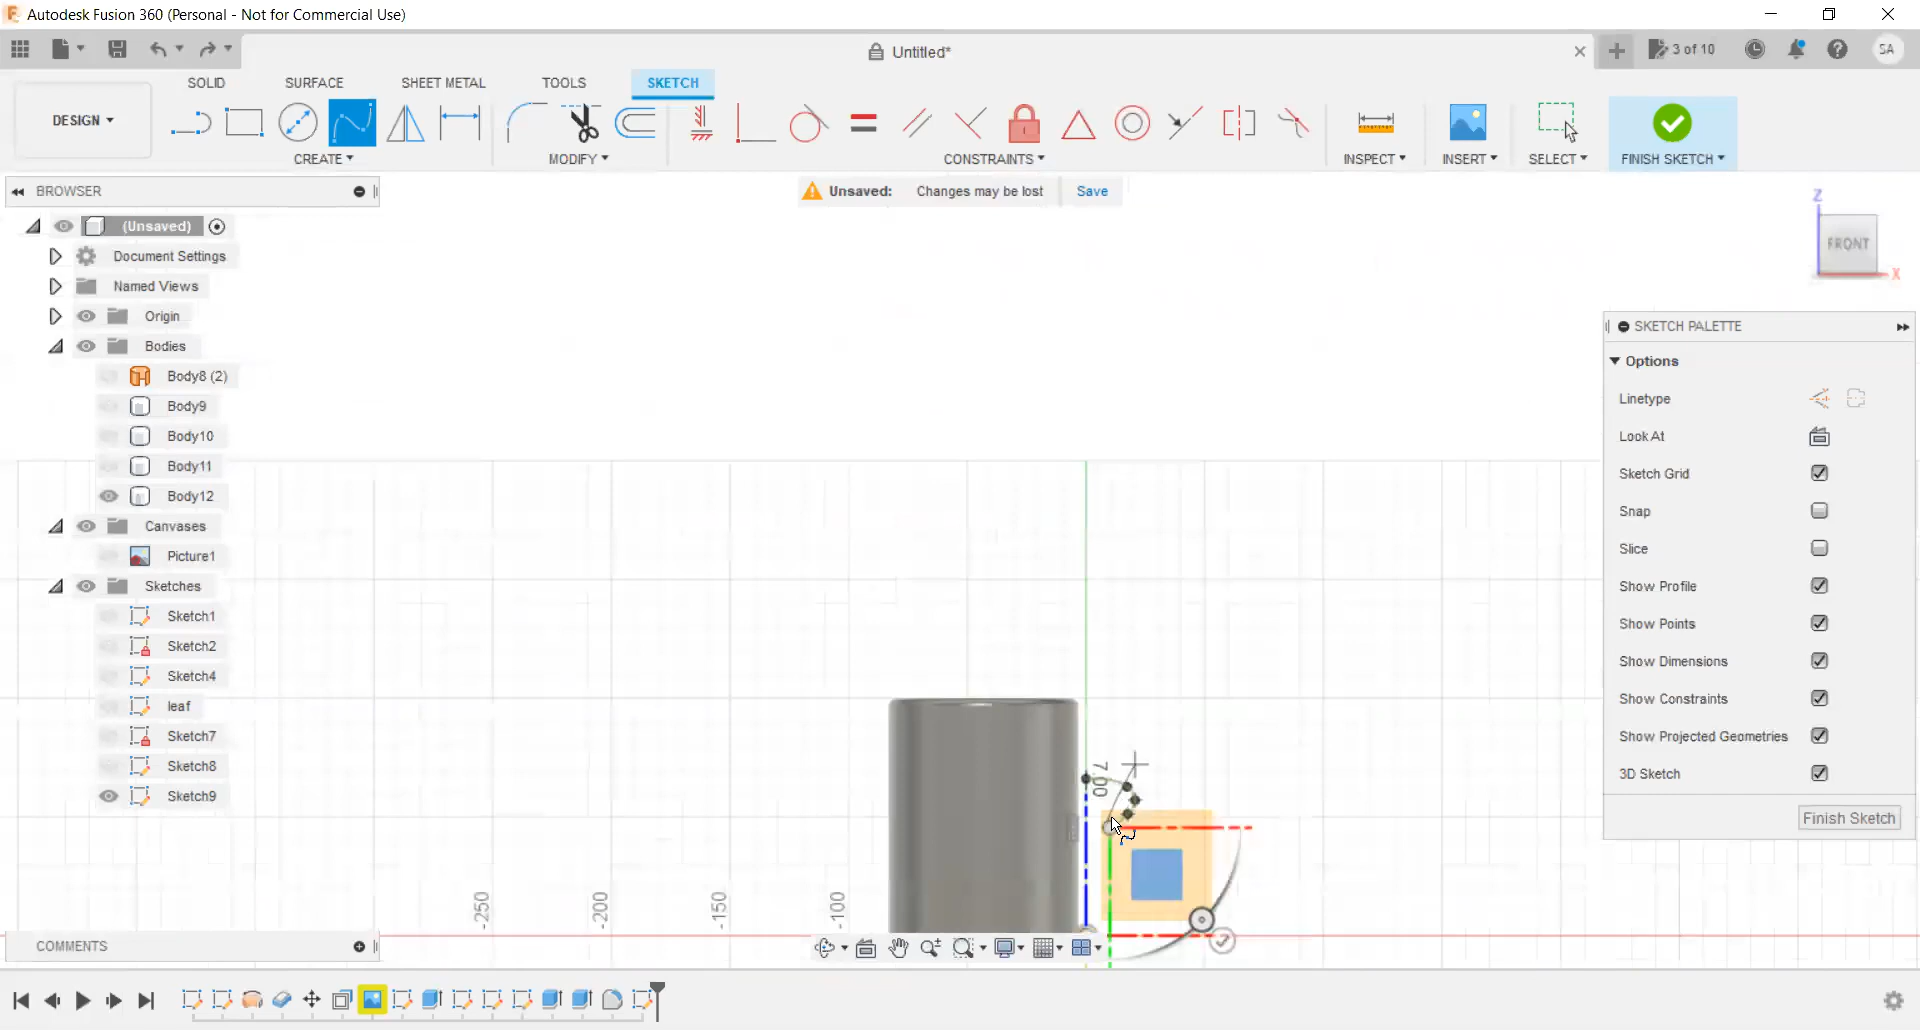 Autodesk Fusion 360 (Personal - Not for Commercial Use)
Untitled*
3 of 10
SA
SOLID
SURFACE
SHEET METAL
TOOLS
SKETCH
DESIGN
CREATE
MODIFY
CONSTRAINTS
INSPECT
INSERT
SELECT
FINISH SKETCH
BROWSER
Unsaved: Changes may be lost
Save
(Unsaved)
Document Settings
Named Views
Origin
Bodies
Body8 (2)
Body9
Body10
Body11
Body12
Canvases
Picture1
Sketches
Sketch1
Sketch2
Sketch4
leaf
Sketch7
Sketch8
Sketch9
Z
FRONT
X
SKETCH PALETTE
Options
Linetype
Look At
Sketch Grid
Snap
Slice
Show Profile
Show Points
Show Dimensions
Show Constraints
Show Projected Geometries
3D Sketch
Finish Sketch
7.00
-250
-200
-150
-100
COMMENTS